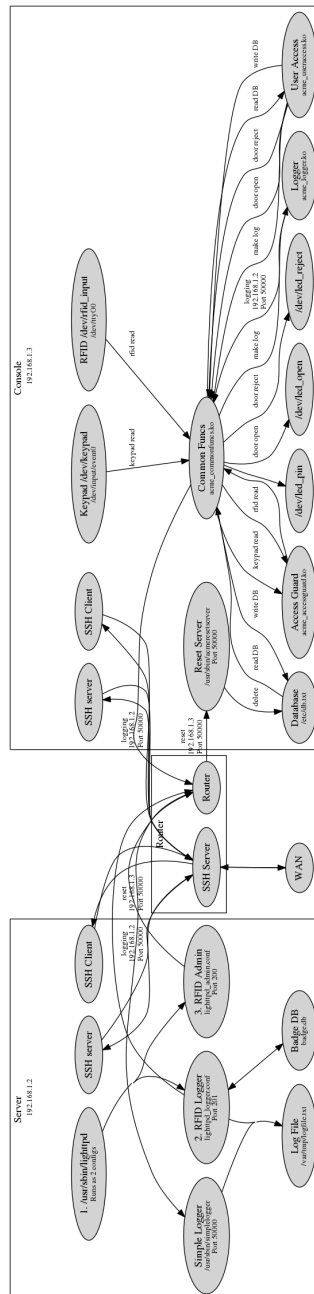 Console
192.168.1.3
RFID /dev/rfid_input
/dev/ttyO0
Keypad /dev/keypad
/dev/input/event0
SSH Client
SSH server
rfid read
keypad read
Common Funcs
acme_commonfuncs.ko
write DB
read DB
door reject
door open
make log
logging
192.168.1.2
Port 50000
make log
door reject
door open
rfid read
keypad read
write DB
read DB
delete
User Access
acme_useraccess.ko
Logger
acme_logger.ko
/dev/led_reject
/dev/led_open
/dev/led_pin
Access Guard
acme_accessguard.ko
Database
/etc/db.txt
Reset Server
/usr/sbin/acmeresetserver
Port 50000
logging
192.168.1.2
Port 50000
reset
192.168.1.3
Port 50000
Router
Router
SSH Server
WAN
reset
192.168.1.3
Port 50000
logging
192.168.1.2
Port 50000
Server
192.168.1.2
SSH Client
SSH server
1. /usr/sbin/lighttpd
Runs as 2 configs
3. RFID Admin
lighttpd_admin.conf
Port 200
2. RFID Logger
lighttpd_logger.conf
Port 201
Simple Logger
/usr/sbin/simplelogger
Port 50000
Badge DB
badge.db
Log File
/var/tmp/logfile.txt